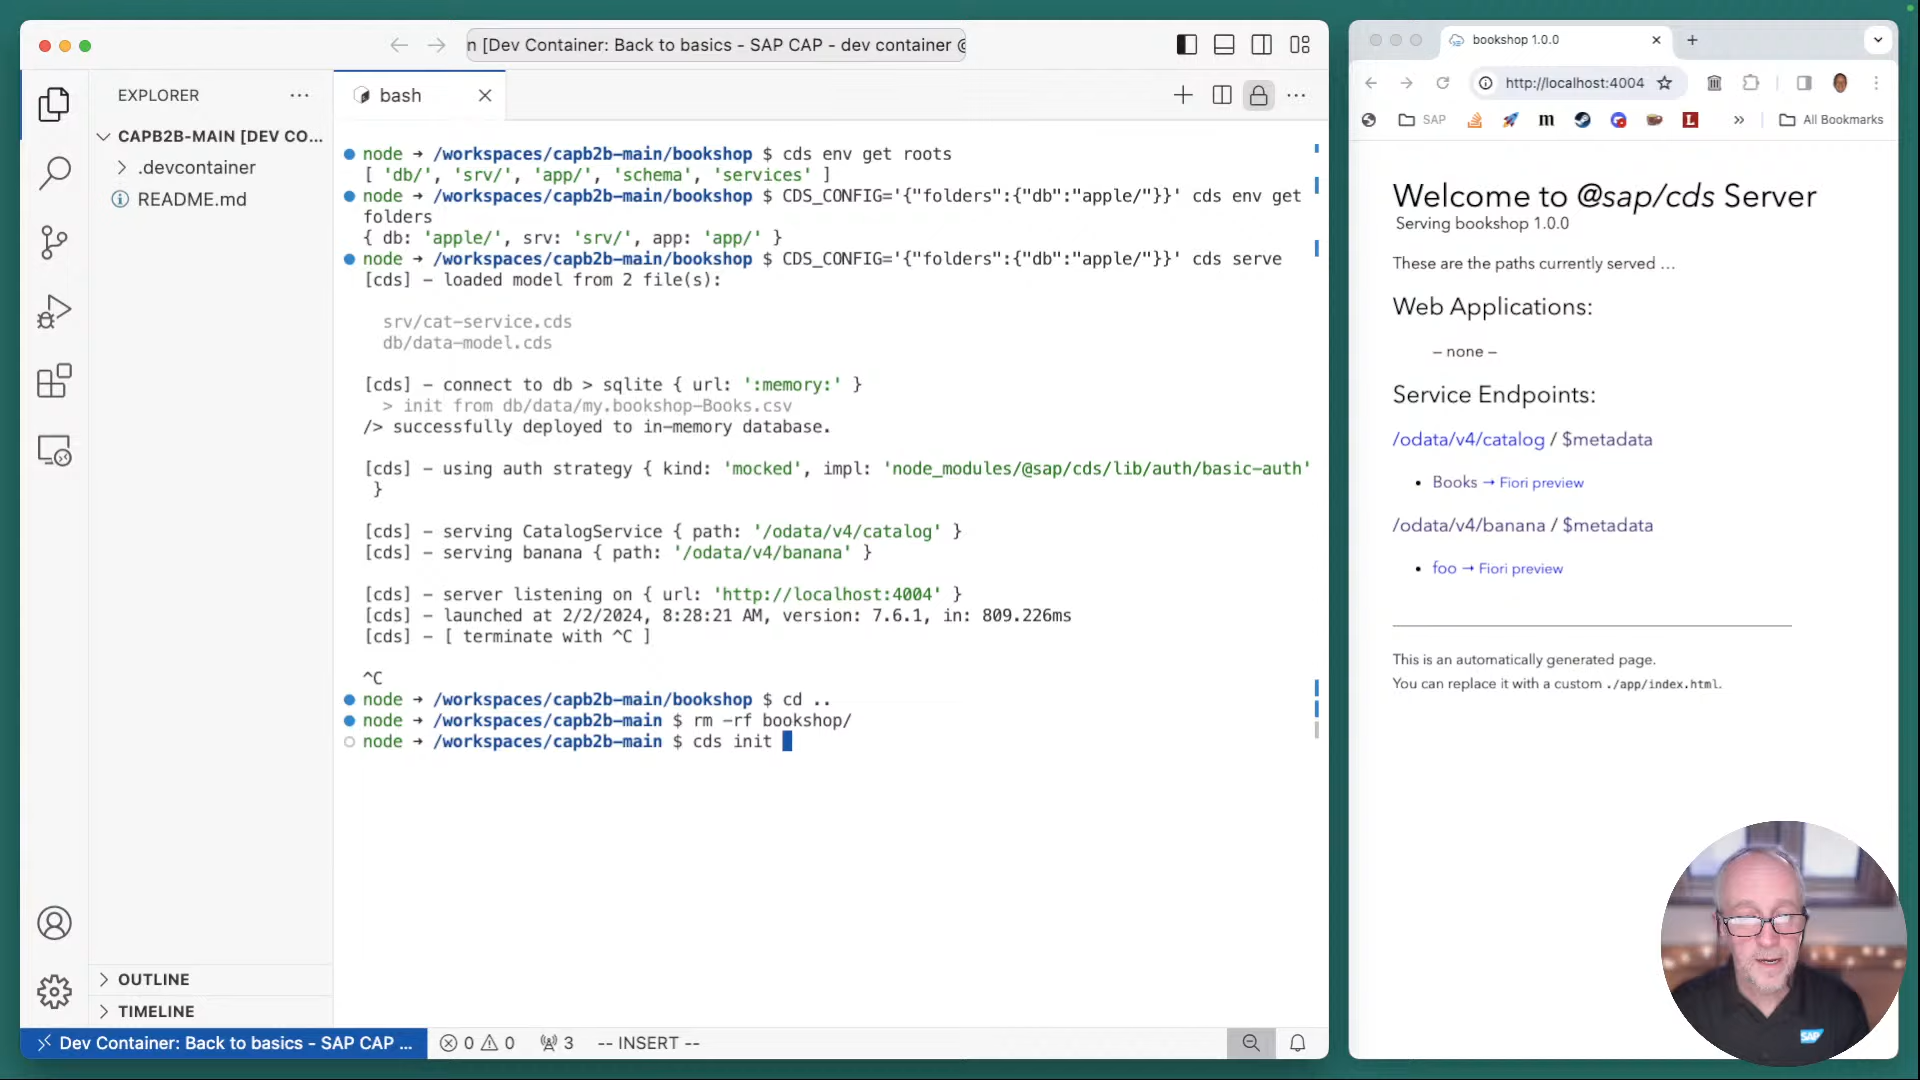 n [Dev Container: Back to basics - SAP CAP - dev container @
EXPLORER
CAPB2B-MAIN [DEV CO...
.devcontainer
README.md
OUTLINE
TIMELINE
bash
node → /workspaces/capb2b-main/bookshop $ cds env get roots
[ 'db/', 'srv/', 'app/', 'schema', 'services' ]
node → /workspaces/capb2b-main/bookshop $ CDS_CONFIG='{"folders":{"db":"apple/"}}' cds env get
folders
{ db: 'apple/', srv: 'srv/', app: 'app/' }
node → /workspaces/capb2b-main/bookshop $ CDS_CONFIG='{"folders":{"db":"apple/"}}' cds serve
[cds] – loaded model from 2 file(s):
srv/cat-service.cds
db/data-model.cds
[cds] – connect to db > sqlite { url: ':memory:' }
> init from db/data/my.bookshop-Books.csv
/> successfully deployed to in-memory database.
[cds] – using auth strategy { kind: 'mocked', impl: 'node_modules/@sap/cds/lib/auth/basic-auth'
}
[cds] – serving CatalogService { path: '/odata/v4/catalog' }
[cds] – serving banana { path: '/odata/v4/banana' }
[cds] – server listening on { url: 'http://localhost:4004' }
[cds] – launched at 2/2/2024, 8:28:21 AM, version: 7.6.1, in: 809.226ms
[cds] – [ terminate with ^C ]
^C
node → /workspaces/capb2b-main/bookshop $ cd ..
node → /workspaces/capb2b-main $ rm -rf bookshop/
node → /workspaces/capb2b-main $ cds init
Dev Container: Back to basics - SAP CAP ...
0 0
3
-- INSERT --
bookshop 1.0.0
http://localhost:4004
SAP
m
L
»
All Bookmarks
Welcome to @sap/cds Server
Serving bookshop 1.0.0
These are the paths currently served …
Web Applications:
– none –
Service Endpoints:
/odata/v4/catalog / $metadata
• Books → Fiori preview
/odata/v4/banana / $metadata
• foo → Fiori preview
This is an automatically generated page.
You can replace it with a custom ./app/index.html.
SAP